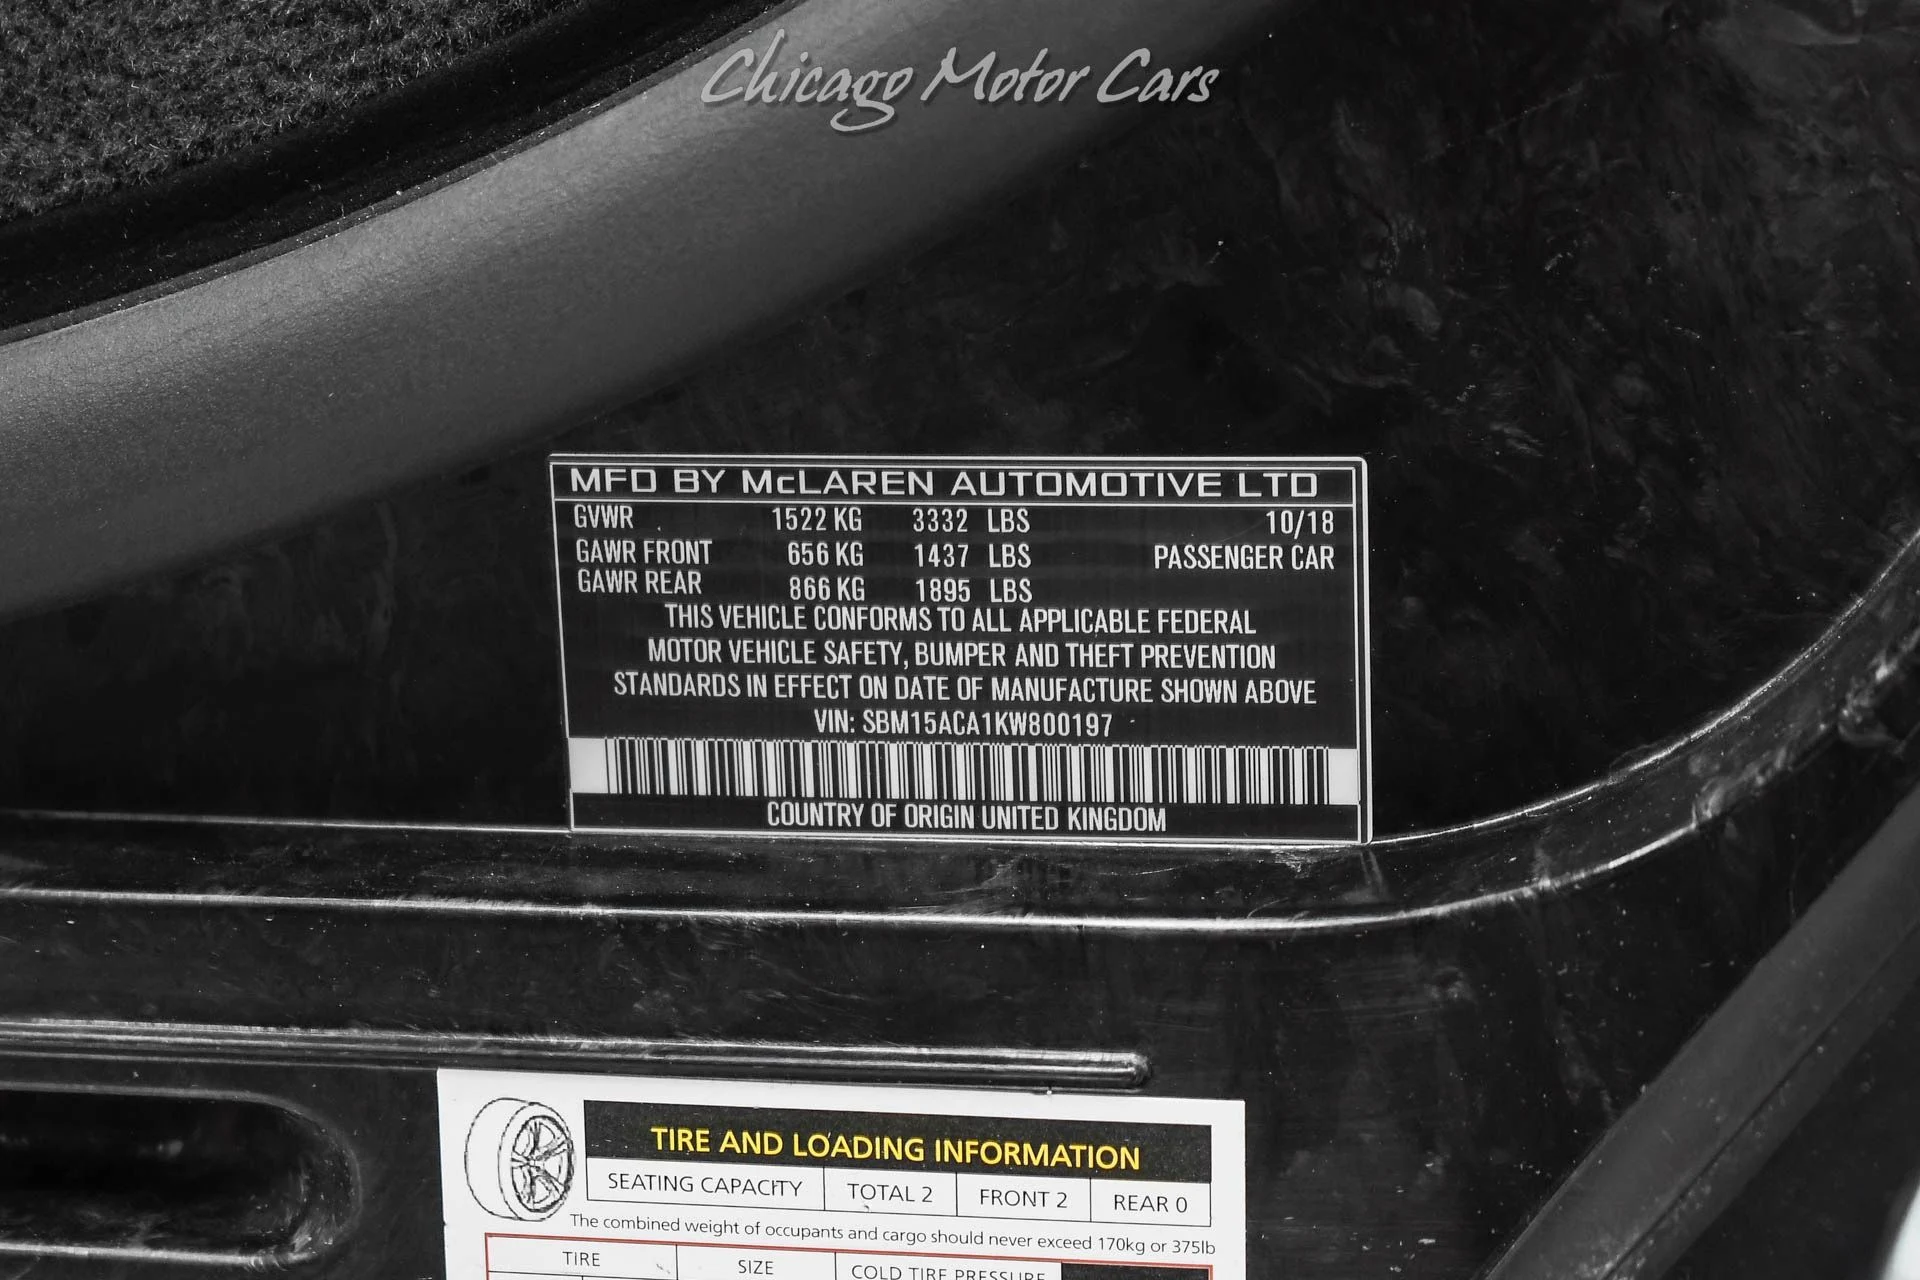 Chicago Motor Cars
MFD BY McLAREN AUTOMOTIVE LTD
GVWR 1522 KG 3332 LBS 10/18
GAWR FRONT 656 KG 1437 LBS PASSENGER CAR
GAWR REAR 866 KG 1895 LBS
THIS VEHICLE CONFORMS TO ALL APPLICABLE FEDERAL
MOTOR VEHICLE SAFETY, BUMPER AND THEFT PREVENTION
STANDARDS IN EFFECT ON DATE OF MANUFACTURE SHOWN ABOVE
VIN: SBM15ACA1KW800197
COUNTRY OF ORIGIN UNITED KINGDOM
TIRE AND LOADING INFORMATION
SEATING CAPACITY TOTAL 2 FRONT 2 REAR 0
The combined weight of occupants and cargo should never exceed 170kg or 375lb
TIRE SIZE COLD TIRE PRESSURE